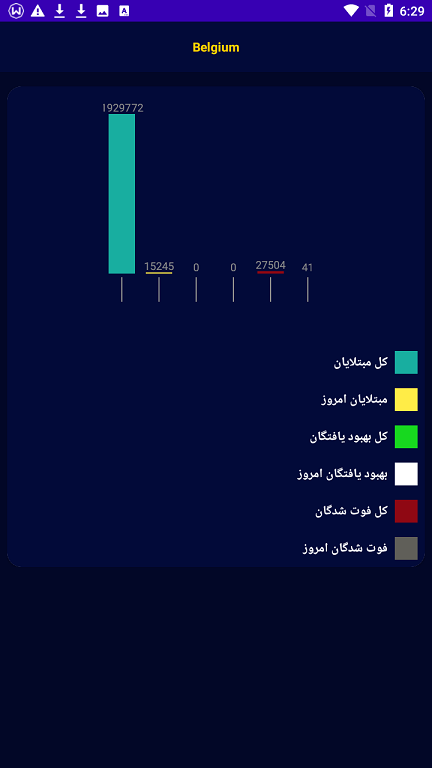 6:29
Belgium
1929772
15245
0
0
27504
41
کل مبتلایان
مبتلایان امروز
کل بهبود یافتگان
بهبود یافتگان امروز
کل فوت شدگان
فوت شدگان امروز